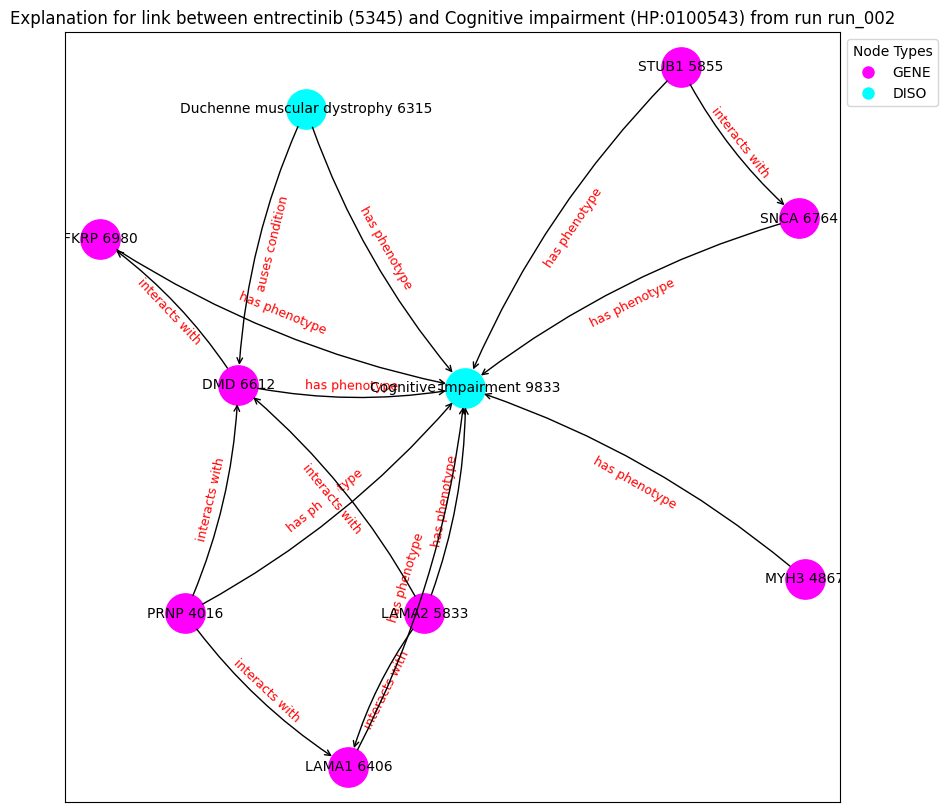 Explanation for link between entrectinib (5345) and Cognitive impairment (HP:0100543) from run run_002
Node Types
GENE
DISO
STUB1 5855
Duchenne muscular dystrophy 6315
interacts with
SNCA 6764
has phenotype
has phenotype
auses condition
FKRP 6980
has phenotype
interacts with
has phenotype
DMD 6612
has phenotype
Cognitive impairment 9833
has phenotype
interacts with
interacts with
has ph type
has phenotype
has phenotype
MYH3 4867
PRNP 4016
LAMA2 5833
interacts with
interacts with
LAMA1 6406